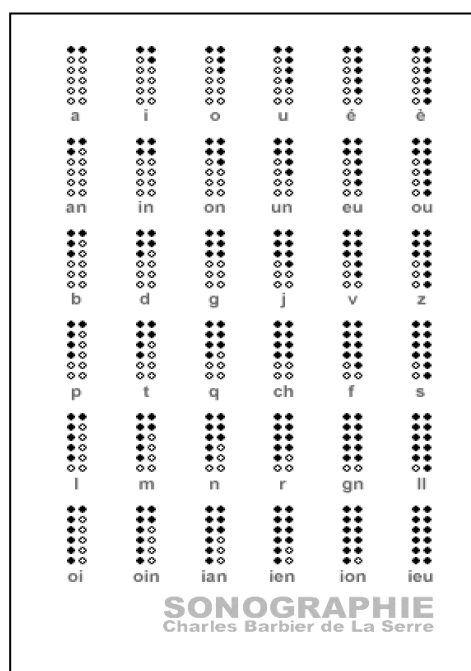 a i o u é è
an in on un eu ou
b d g j v z
p t q ch f s
l m n r gn ll
oi oin ian ien ion ieu
SONOGRAPHIE
Charles Barbier de La Serre